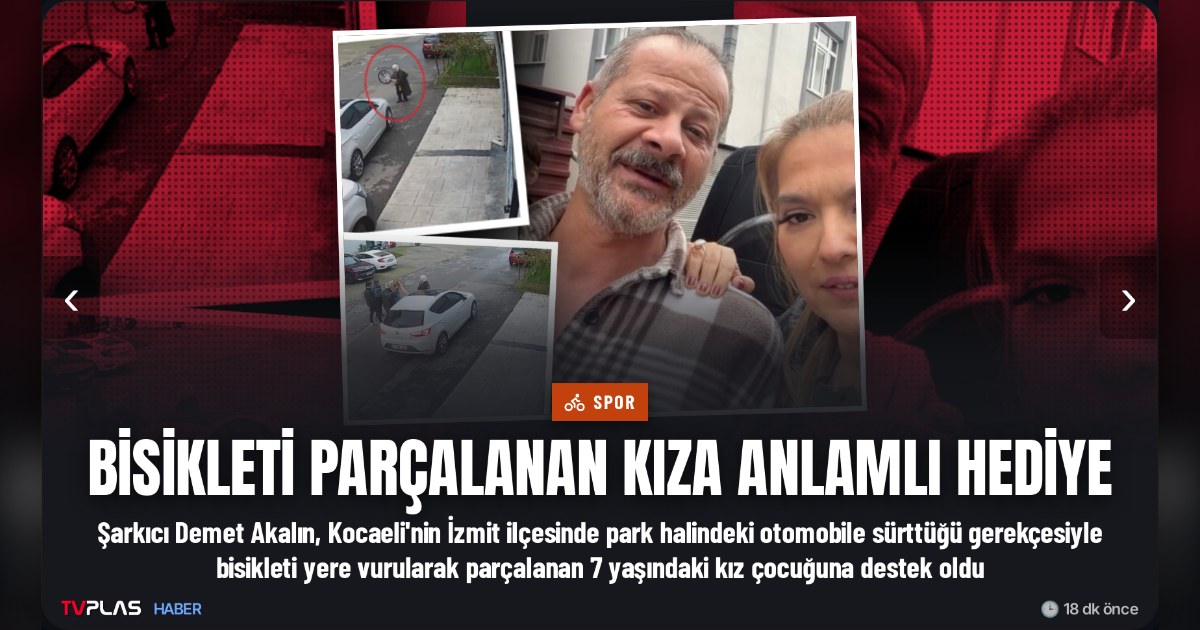 SPOR
BİSİKLETİ PARÇALANAN KIZA ANLAMLI HEDİYE
Şarkıcı Demet Akalın, Kocaeli'nin İzmit ilçesinde park halindeki otomobile sürttüğü gerekçesiyle
bisikleti yere vurularak parçalanan 7 yaşındaki kız çocuğuna destek oldu
TVPLAS HABER
18 dk önce